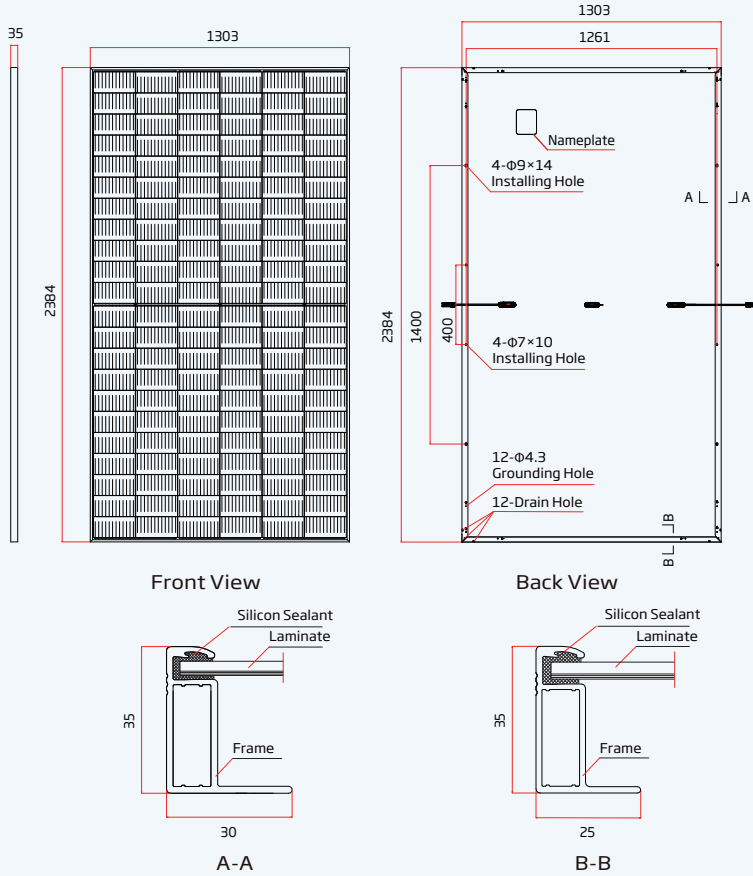 35
1303
2384
Front View
1303
1261
Nameplate
4-Φ9×14
Installing Hole
A
A
2384
1400
400
4-Φ7×10
Installing Hole
12-Φ4.3
Grounding Hole
12-Drain Hole
B
B
Back View
Silicon Sealant
Laminate
35
Frame
30
A-A
Silicon Sealant
Laminate
35
Frame
25
B-B